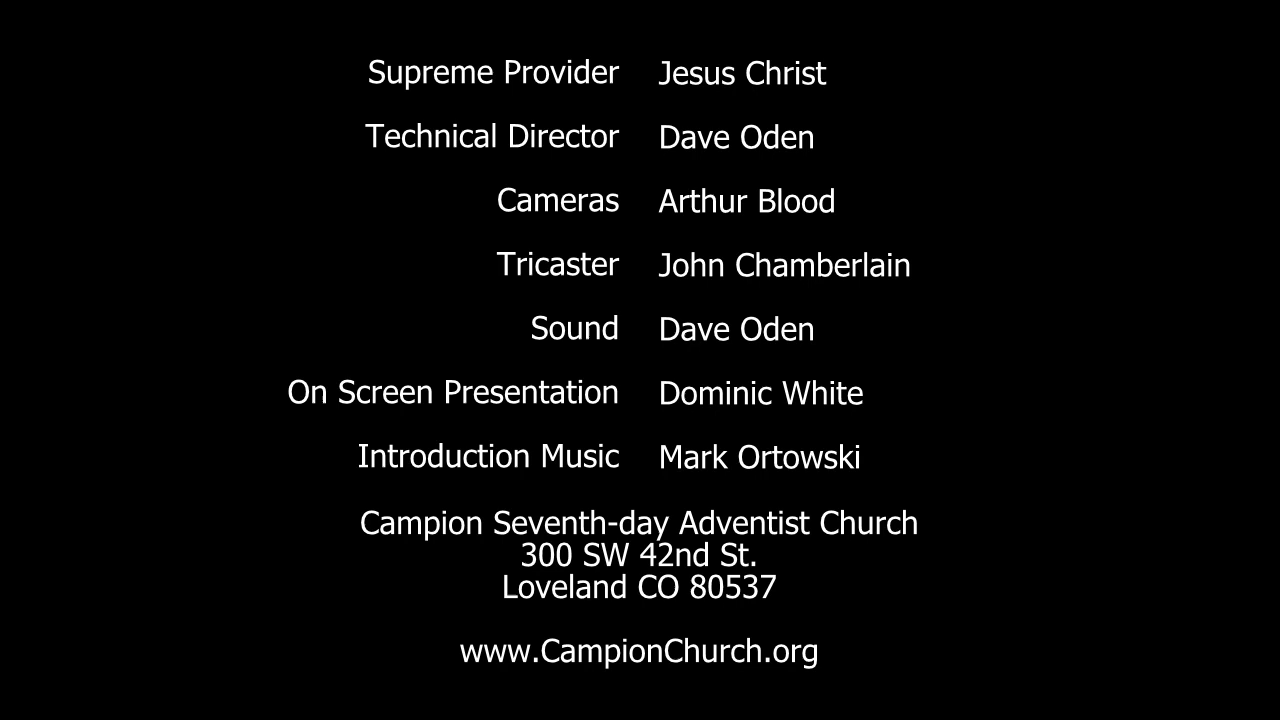 Supreme Provider Jesus Christ
Technical Director Dave Oden
Cameras Arthur Blood
Tricaster John Chamberlain
Sound Dave Oden
On Screen Presentation Dominic White
Introduction Music Mark Ortowski
Campion Seventh-day Adventist Church
300 SW 42nd St.
Loveland CO 80537
www.CampionChurch.org